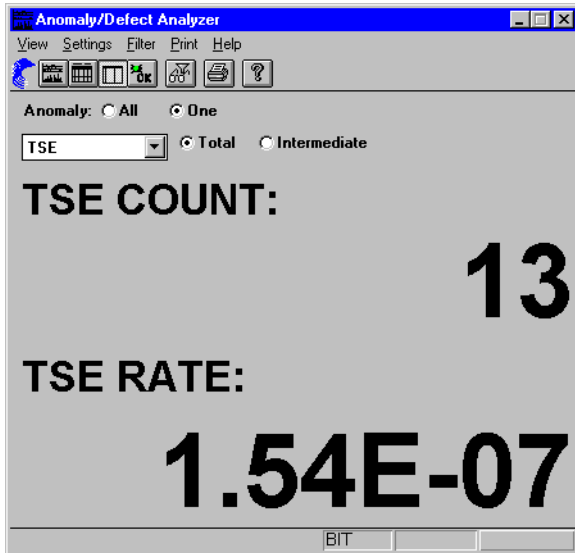 Anomaly/Defect Analyzer
View Settings Filter Print Help
OK ?
Anomaly: All One
TSE Total Intermediate
TSE COUNT:
13
TSE RATE:
1.54E-07
BIT